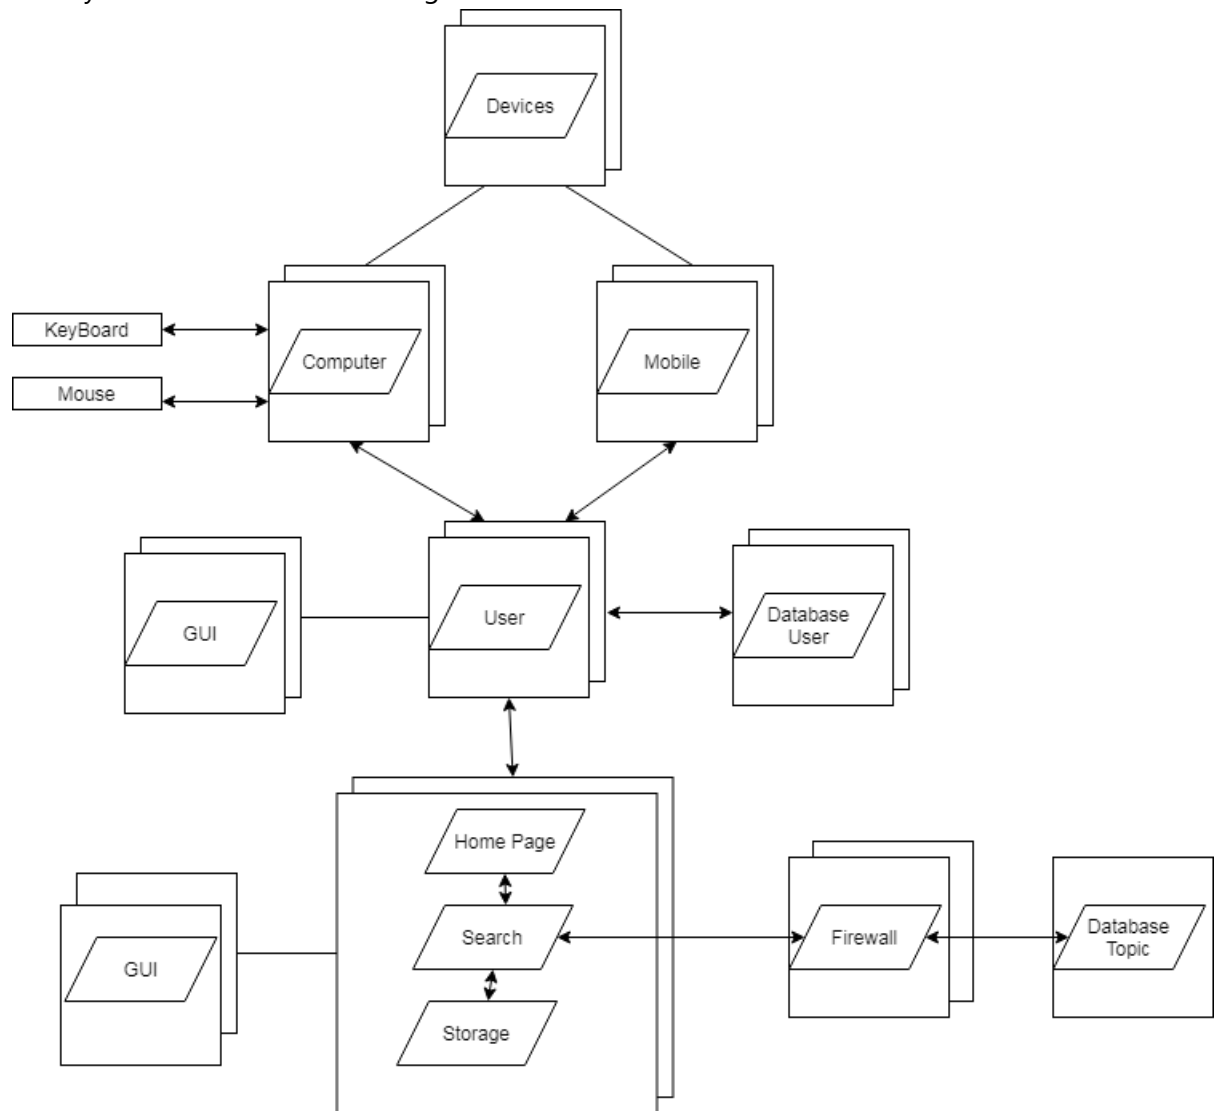 Devices
KeyBoard
Computer
Mobile
Mouse
GUI
User
Database
User
Home Page
Search
Firewall
Database
Topic
GUI
Storage